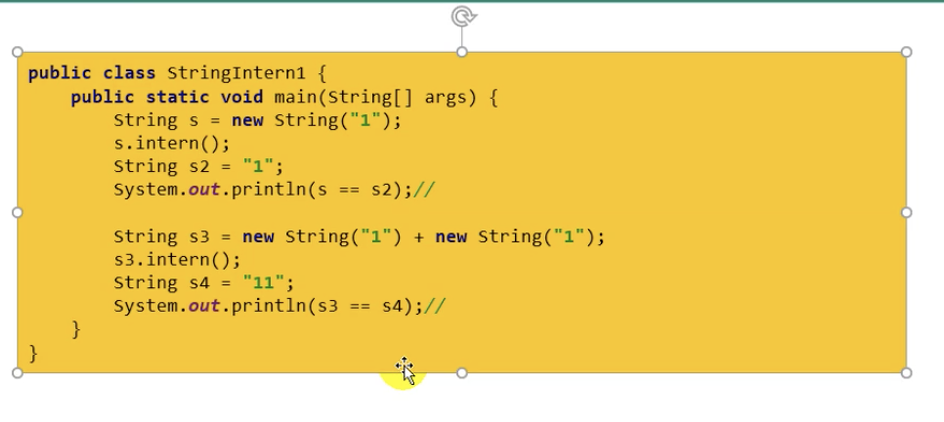 public class StringIntern1 {
    public static void main(String[] args) {
        String s = new String("1");
        s.intern();
        String s2 = "1";
        System.out.println(s == s2);//

        String s3 = new String("1") + new String("1");
        s3.intern();
        String s4 = "11";
        System.out.println(s3 == s4);//
    }
}